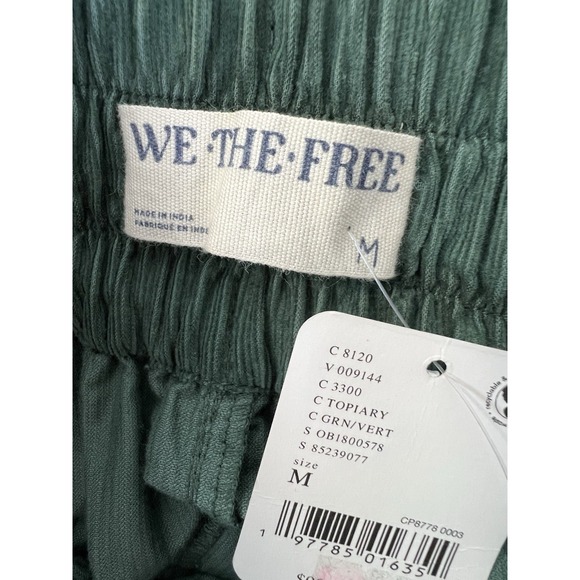 WE·THE·FREE
MADE IN INDIA
FABRIQUÉ EN INDE
M
C 8120
V 009144
C 3300
C TOPIARY
C GRN/VERT
S OB1800578
S 85239077
size
M
CP8778 0003
1 97785 01635
recyclable